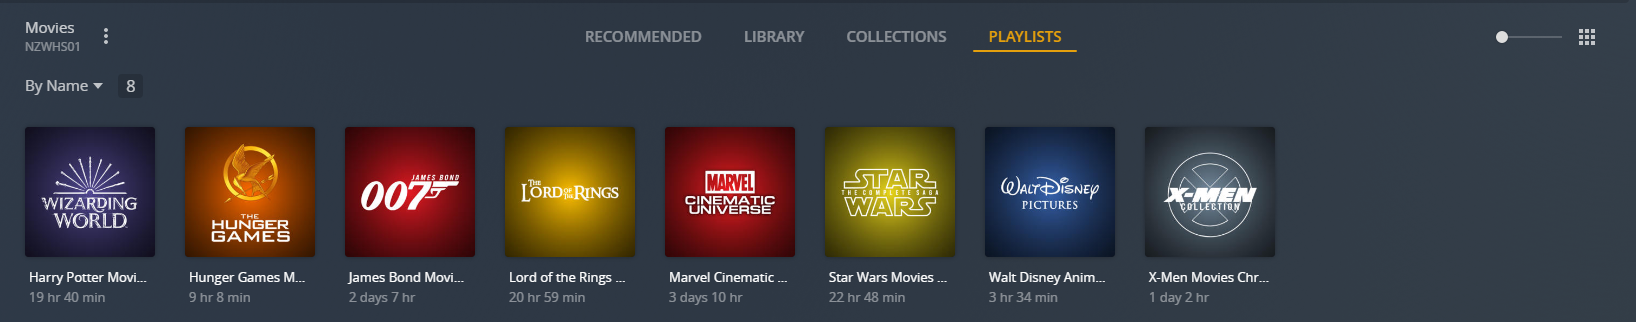 Movies
NZWHS01
RECOMMENDED LIBRARY COLLECTIONS PLAYLISTS
By Name 8
WIZARDING
WORLD
THE
HUNGER
GAMES
JAMES BOND
007
THE
LORD OF THE RINGS
MARVEL
CINEMATIC
UNIVERSE
STAR
THE COMPLETE SAGA
WARS
WALT DISNEY
PICTURES
X-MEN
COLLECTION
Harry Potter Movi...
19 hr 40 min
Hunger Games M...
9 hr 8 min
James Bond Movi...
2 days 7 hr
Lord of the Rings ...
20 hr 59 min
Marvel Cinematic ...
3 days 10 hr
Star Wars Movies ...
22 hr 48 min
Walt Disney Anim...
3 hr 34 min
X-Men Movies Chr...
1 day 2 hr